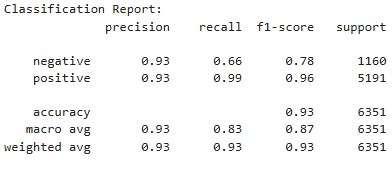 Classification Report:
precision recall f1-score support
negative 0.93 0.66 0.78 1160
positive 0.93 0.99 0.96 5191
accuracy 0.93 6351
macro avg 0.93 0.83 0.87 6351
weighted avg 0.93 0.93 0.93 6351